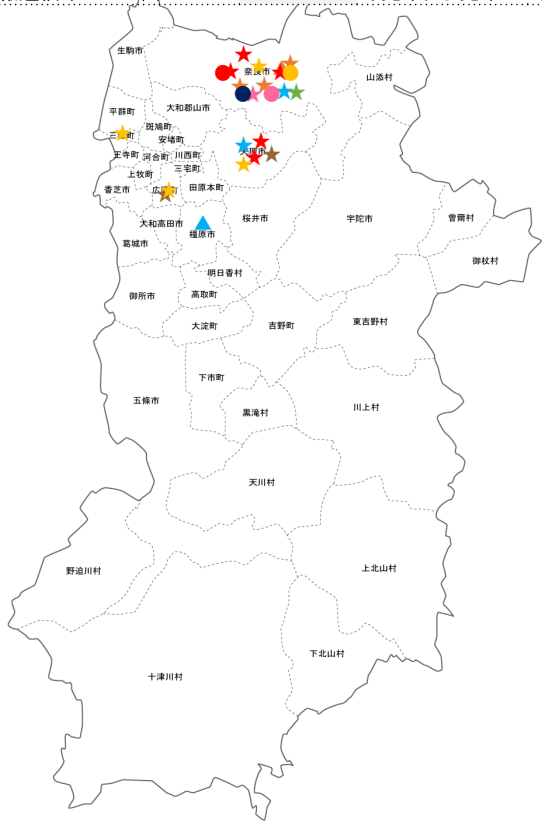 生駒市
奈良市
山添村
大和郡山市
平群町
斑鳩町
三郷町
安堵町
王寺町
河合町
川西町
三宅町
上牧町
香芝市
広陵町
田原本町
天理市
大和高田市
橿原市
桜井市
宇陀市
曽爾村
御杖村
葛城市
明日香村
御所市
高取町
大淀町
吉野町
東吉野村
下市町
五條市
黒滝村
川上村
天川村
野迫川村
上北山村
下北山村
十津川村